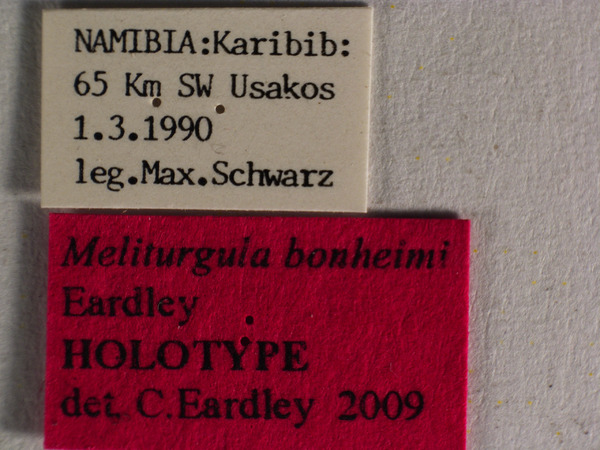 NAMIBIA:Karibib:
65 Km SW Usakos
1.3.1990
leg.Max.Schwarz
Meliturgula bonheimi
Eardley
HOLOTYPE
det. C.Eardley 2009